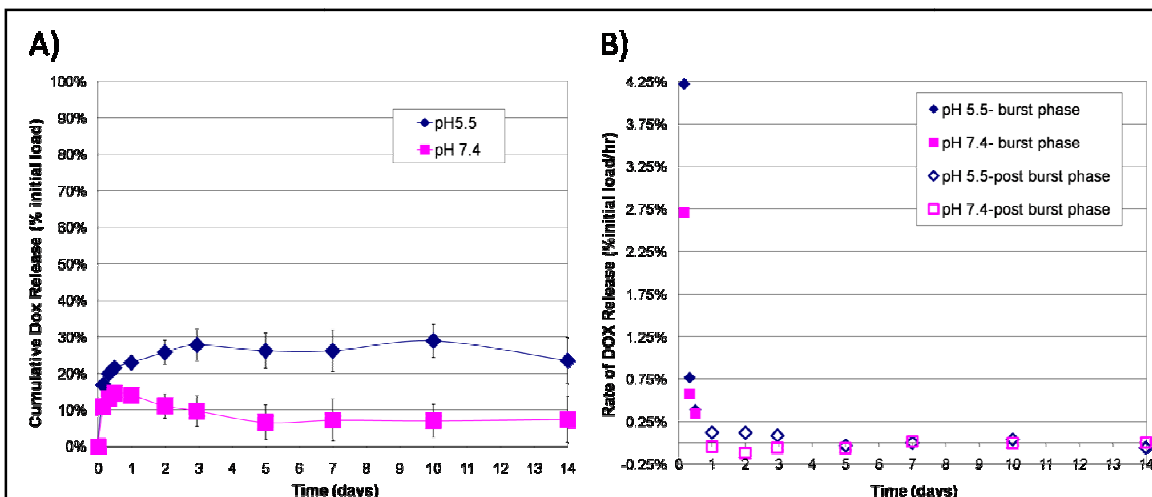 A)
Cumulative Dox Release (% initial load)
100%
90%
80%
70%
60%
50%
40%
30%
20%
10%
0%
pH5.5
pH 7.4
0 1 2 3 4 5 6 7 8 9 10 11 12 13 14
Time (days)
B)
Rate of DOX Release (%initial load/hr)
4.25%
3.75%
3.25%
2.75%
2.25%
1.75%
1.25%
0.75%
0.25%
-0.25%
pH 5.5- burst phase
pH 7.4- burst phase
pH 5.5-post burst phase
pH 7.4-post burst phase
0 1 2 3 4 5 6 7 8 9 10 11 12 13 14
Time (days)